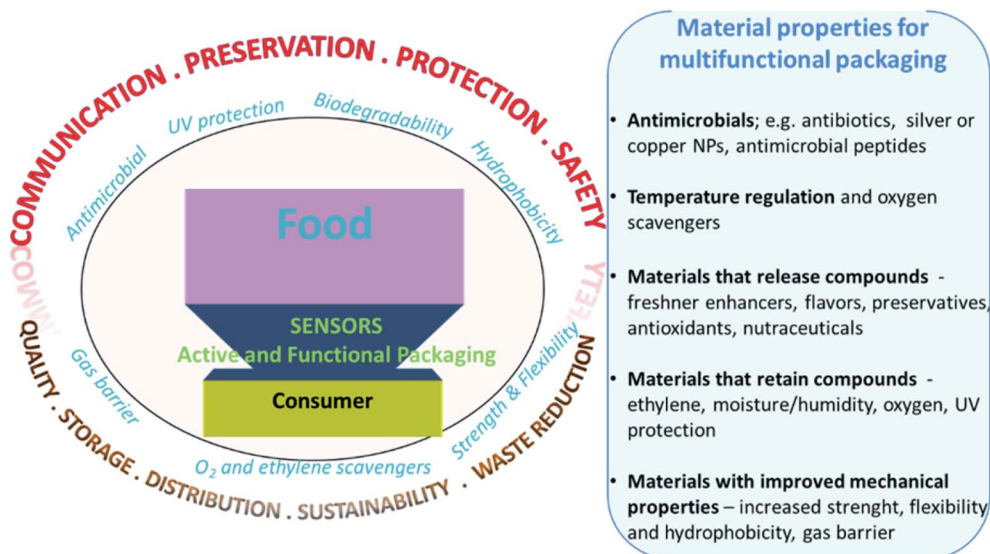 COMMUNICATION . PRESERVATION . PROTECTION . SAFETY
UV protection
Biodegradability
Antimicrobial
Hydrophobicity
Food
SENSORS
Active and Functional Packaging
Consumer
Gas barrier
Strength & Flexibility
O₂ and ethylene scavengers
QUALITY . STORAGE . DISTRIBUTION . SUSTAINABILITY . WASTE REDUCTION
Material properties for
multifunctional packaging
• Antimicrobials; e.g. antibiotics, silver or
copper NPs, antimicrobial peptides
• Temperature regulation and oxygen
scavengers
• Materials that release compounds -
freshner enhancers, flavors, preservatives,
antioxidants, nutraceuticals
• Materials that retain compounds -
ethylene, moisture/humidity, oxygen, UV
protection
• Materials with improved mechanical
properties – increased strenght, flexibility
and hydrophobicity, gas barrier